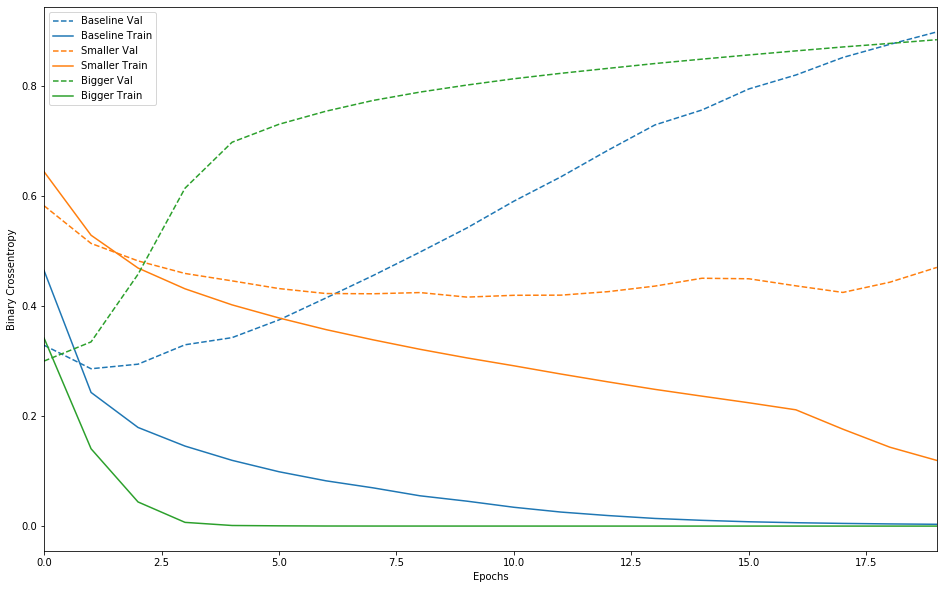 Baseline Val
Baseline Train
Smaller Val
Smaller Train
Bigger Val
Bigger Train
Binary Crossentropy
0.8
0.6
0.4
0.2
0.0
0.0 2.5 5.0 7.5 10.0 12.5 15.0 17.5
Epochs